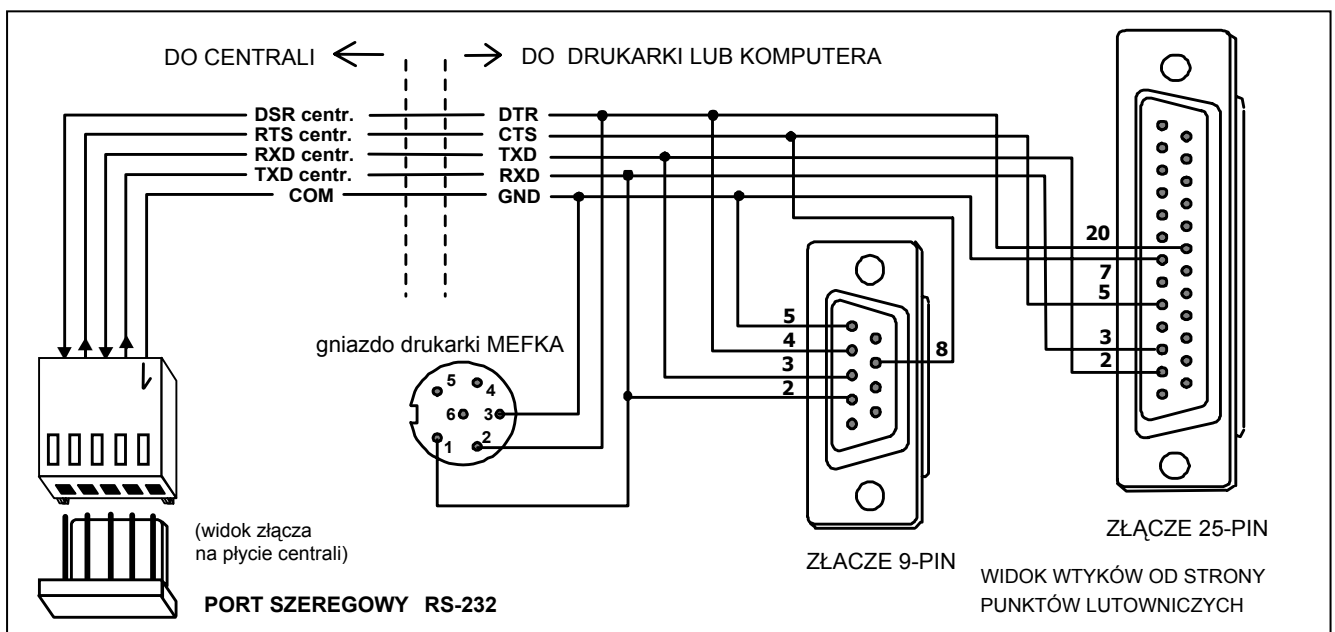 DO CENTRALI
DO DRUKARKI LUB KOMPUTERA
DSR centr. DTR
RTS centr. CTS
RXD centr. TXD
TXD centr. RXD
COM GND
20
7
5
3
2
5
4
3
2
8
gniazdo drukarki MEFKA
5
4
6
3
1
2
(widok złącza
na płycie centrali)
PORT SZEREGOWY RS-232
ZŁACZE 9-PIN
ZŁĄCZE 25-PIN
WIDOK WTYKÓW OD STRONY
PUNKTÓW LUTOWNICZYCH